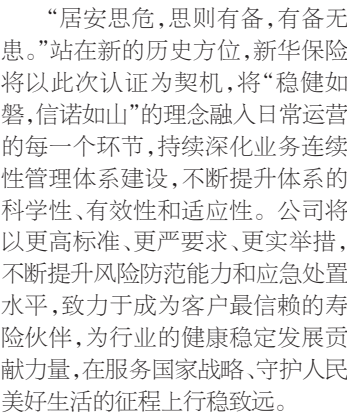 “居安思危,思则有备,有备无
患。”站在新的历史方位,新华保险
将以此次认证为契机,将“稳健如
磐,信诺如山”的理念融入日常运营
的每一个环节,持续深化业务连续
性管理体系建设,不断提升体系的
科学性、有效性和适应性。公司将
以更高标准、更严要求、更实举措,
不断提升风险防范能力和应急处置
水平,致力于成为客户最信赖的寿
险伙伴,为行业的健康稳定发展贡
献力量,在服务国家战略、守护人民
美好生活的征程上行稳致远。